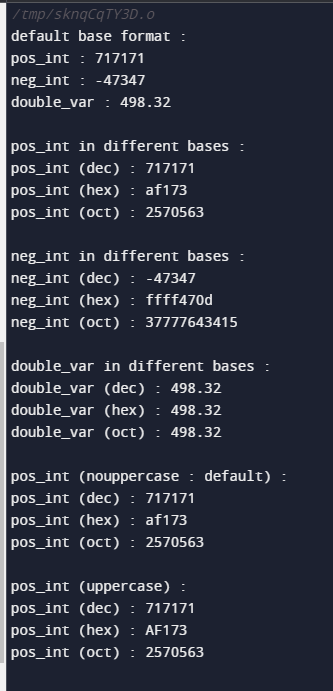 /tmp/sknqCqTY3D.o
default base format :
pos_int : 717171
neg_int : -47347
double_var : 498.32
pos_int in different bases :
pos_int (dec) : 717171
pos_int (hex) : af173
pos_int (oct) : 2570563
neg_int in different bases :
neg_int (dec) : -47347
neg_int (hex) : ffff470d
neg_int (oct) : 37777643415
double_var in different bases :
double_var (dec) : 498.32
double_var (hex) : 498.32
double_var (oct) : 498.32
pos_int (nouppercase : default) :
pos_int (dec) : 717171
pos_int (hex) : af173
pos_int (oct) : 2570563
pos_int (uppercase) :
pos_int (dec) : 717171
pos_int (hex) : AF173
pos_int (oct) : 2570563